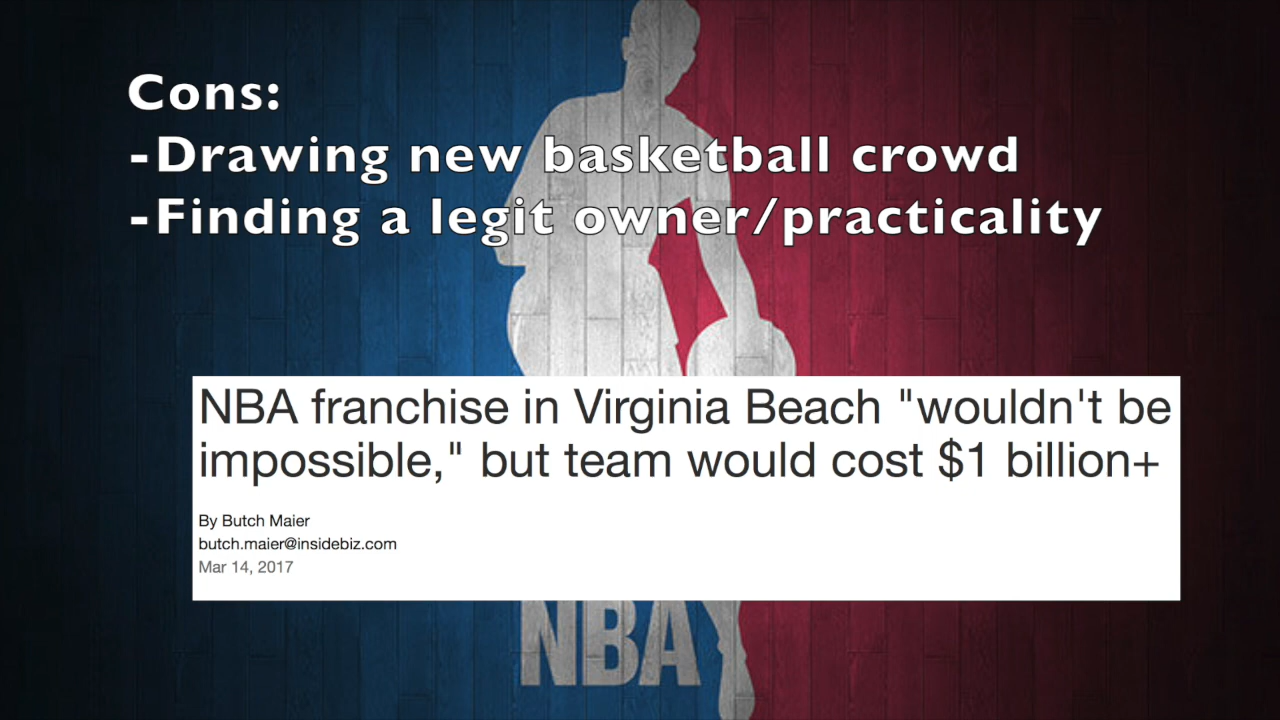 Cons:
-Drawing new basketball crowd
-Finding a legit owner/practicality
NBA franchise in Virginia Beach "wouldn't be
impossible," but team would cost $1 billion+
By Butch Maier
butch.maier@insidebiz.com
Mar 14, 2017
NBA